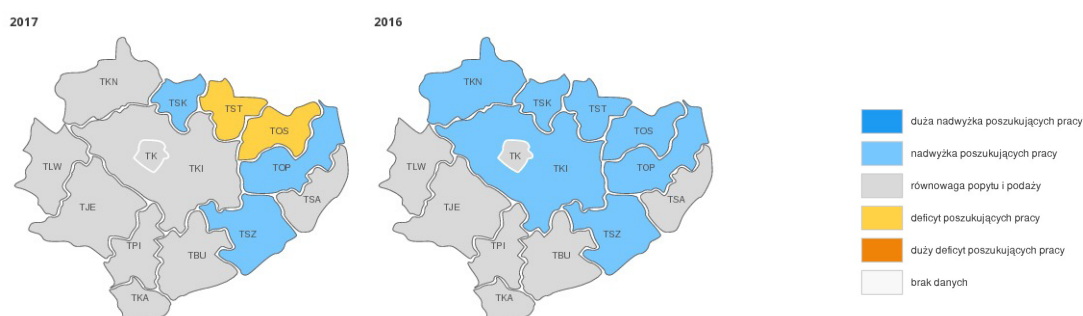 2017
TKN
TSK
TST
TOS
TK
TKI
TOP
TLW
TJE
TSA
TSZ
TPI
TBU
TKA
2016
TKN
TSK
TST
TOS
TK
TKI
TOP
TLW
TJE
TSA
TSZ
TPI
TBU
TKA
duża nadwyżka poszukujących pracy
nadwyżka poszukujących pracy
równowaga popytu i podaży
deficyt poszukujących pracy
duży deficyt poszukujących pracy
brak danych